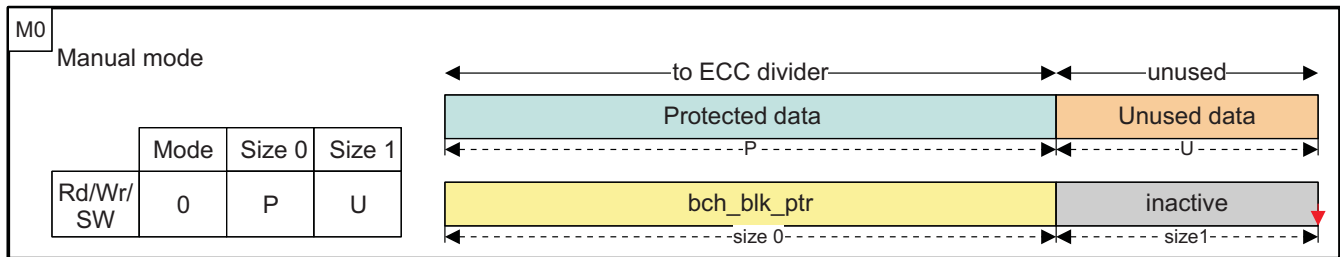 M0
Manual mode
to ECC divider
unused
Protected data
Unused data
P
U
Mode Size 0 Size 1
Rd/Wr/
SW
0 P U
bch_blk_ptr
inactive
size 0
size1